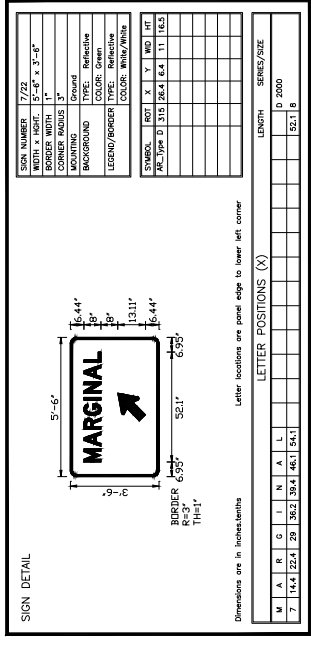 SIGN DETAIL
5'-6"
MARGINAL
3'-6"
6.44"
8"
8"
13.11"
6.44"
6.95"
52.1"
6.95"
BORDER
R=3"
TH=1"
Dimensions are in inches.tenths
Letter locations are panel edge to lower left corner
SIGN NUMBER 7/22
WIDTH x HGHT. 5'-6" x 3'-6"
BORDER WIDTH 1"
CORNER RADIUS 3"
MOUNTING Ground
BACKGROUND TYPE: Reflective
COLOR: Green
LEGEND/BORDER TYPE: Reflective
COLOR: White/White
SYMBOL ROT X Y WID HT
AR_Type D 315 26.4 6.4 11 16.5
LETTER POSITIONS (X)
LENGTH SERIES/SIZE
M A R G I N A L D 2000
7 14.4 22.4 29 36.2 39.4 46.1 54.1 52.1 8